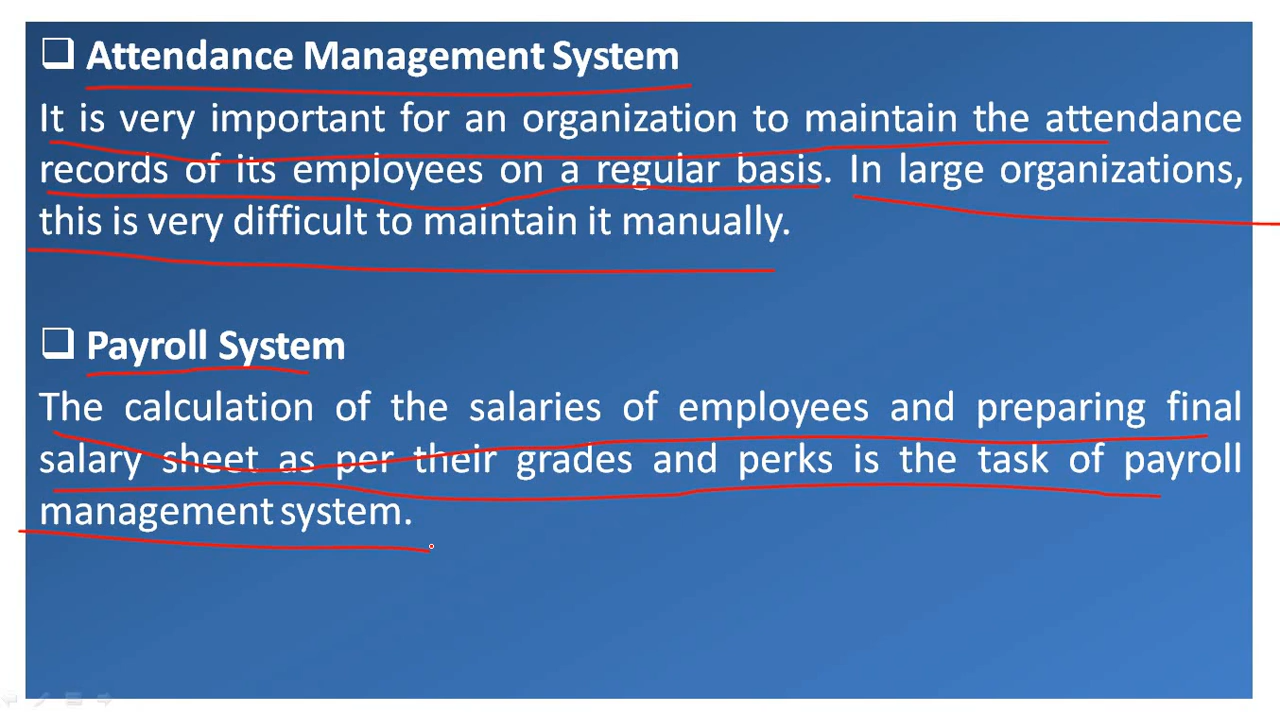 Attendance Management System
It is very important for an organization to maintain the attendance
records of its employees on a regular basis. In large organizations,
this is very difficult to maintain it manually.
Payroll System
The calculation of the salaries of employees and preparing final
salary sheet as per their grades and perks is the task of payroll
management system.